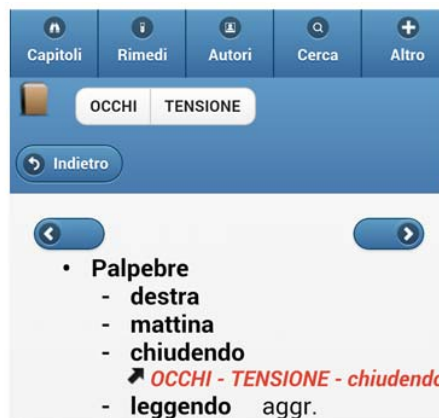 Capitoli Rimedi Autori Cerca Altro
OCCHI TENSIONE
Indietro
• Palpebre
- destra
- mattina
- chiudendo
OCCHI - TENSIONE - chiudendo
- leggendo aggr.